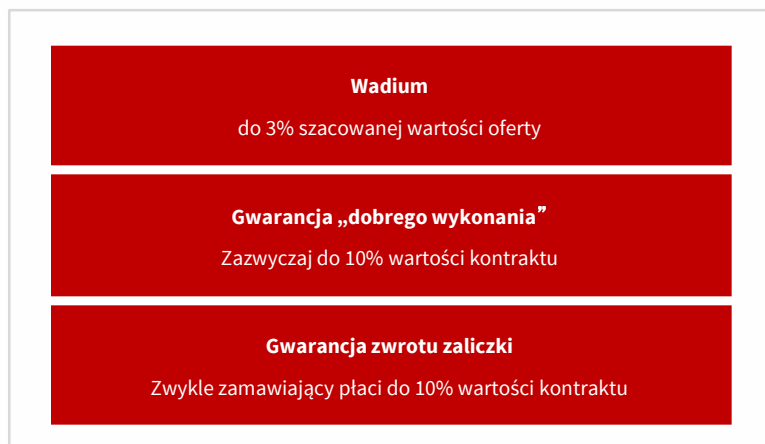 Wadium
do 3% szacowanej wartości oferty
Gwarancja „dobrego wykonania”
Zazwyczaj do 10% wartości kontraktu
Gwarancja zwrotu zaliczki
Zwykle zamawiający płaci do 10% wartości kontraktu